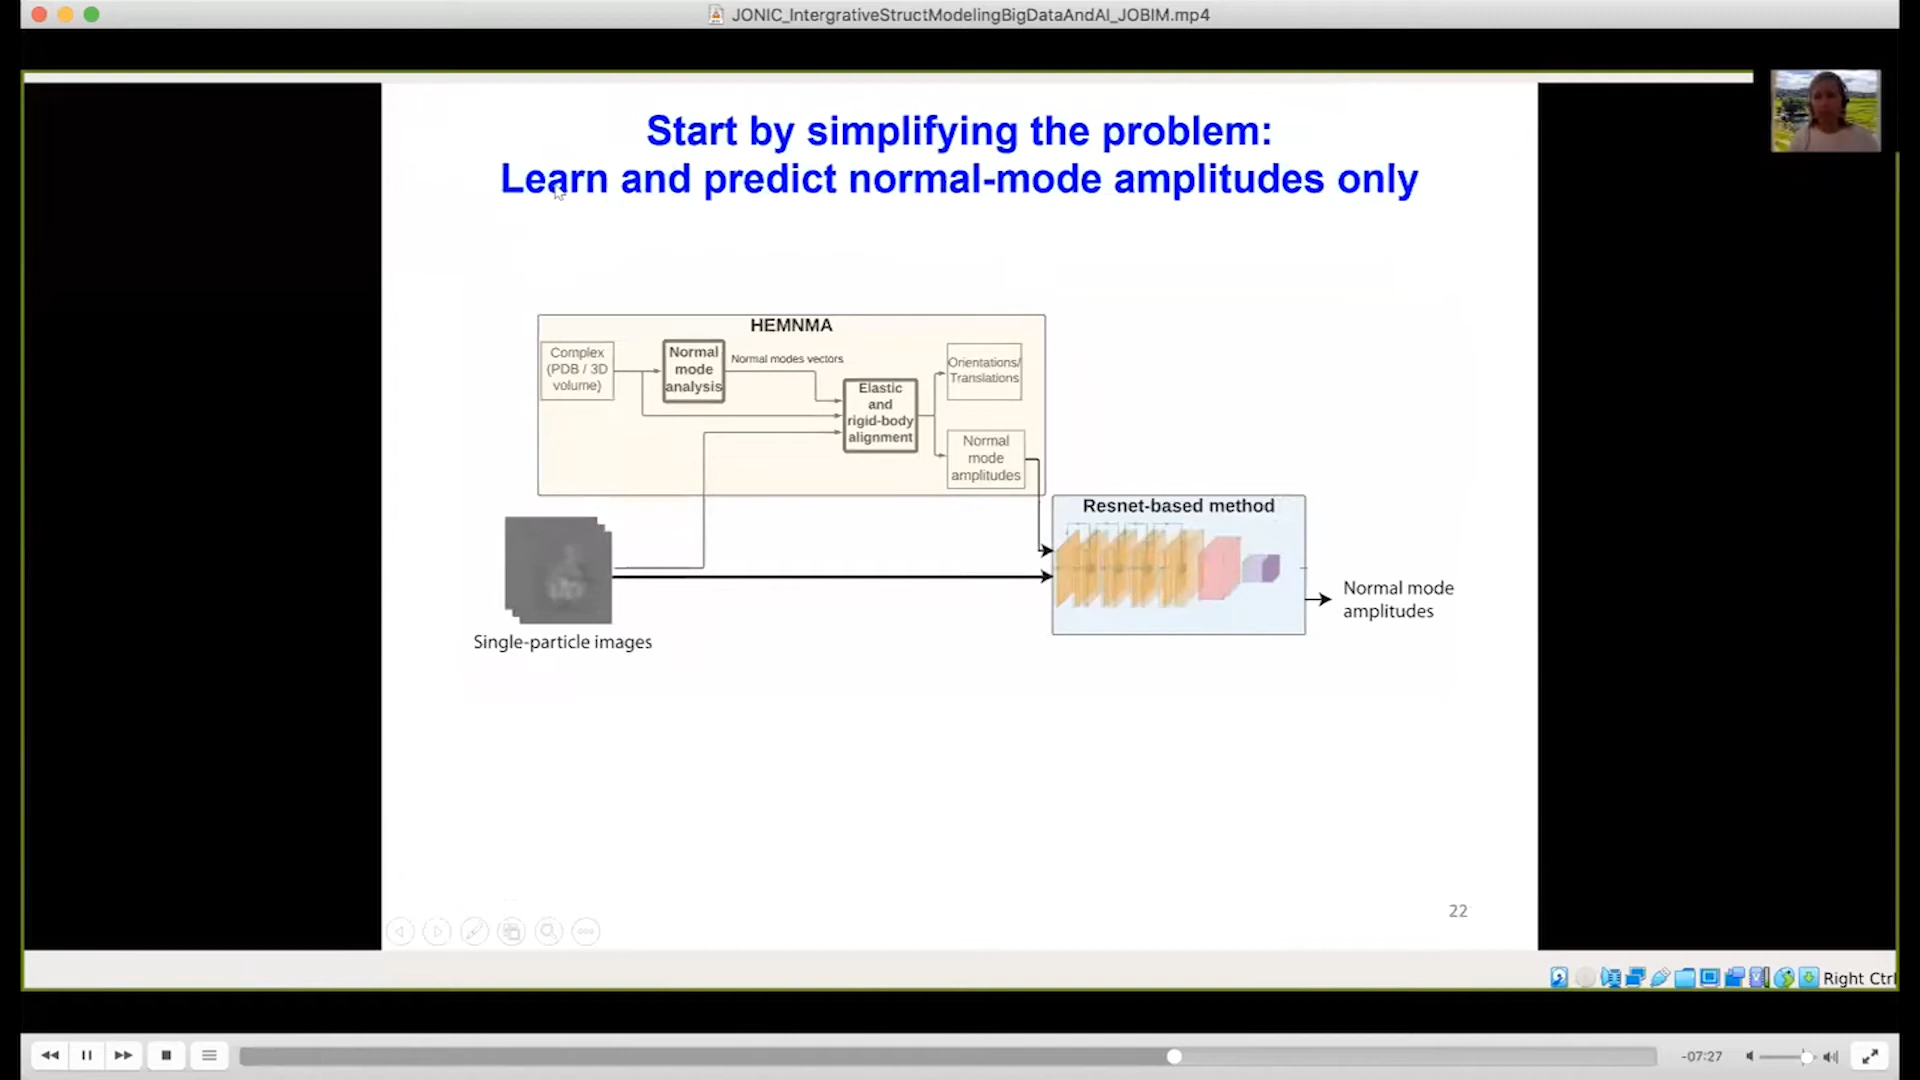 JONIC_IntergrativeStructModelingBigDataAndAI_JOBIM.mp4
Start by simplifying the problem:
Learn and predict normal-mode amplitudes only
HEMNMA
Complex
(PDB / 3D
volume)
Normal
mode
analysis
Normal modes vectors
Elastic
and
rigid-body
alignment
Orientations/
Translations
Normal
mode
amplitudes
Resnet-based method
Normal mode
amplitudes
Single-particle images
22
Right Ctrl
-07:27